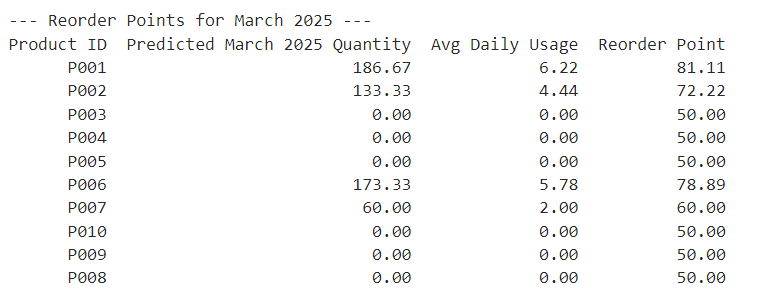 --- Reorder Points for March 2025 ---
Product ID  Predicted March 2025 Quantity  Avg Daily Usage  Reorder Point
P001  186.67  6.22  81.11
P002  133.33  4.44  72.22
P003  0.00  0.00  50.00
P004  0.00  0.00  50.00
P005  0.00  0.00  50.00
P006  173.33  5.78  78.89
P007  60.00  2.00  60.00
P010  0.00  0.00  50.00
P009  0.00  0.00  50.00
P008  0.00  0.00  50.00